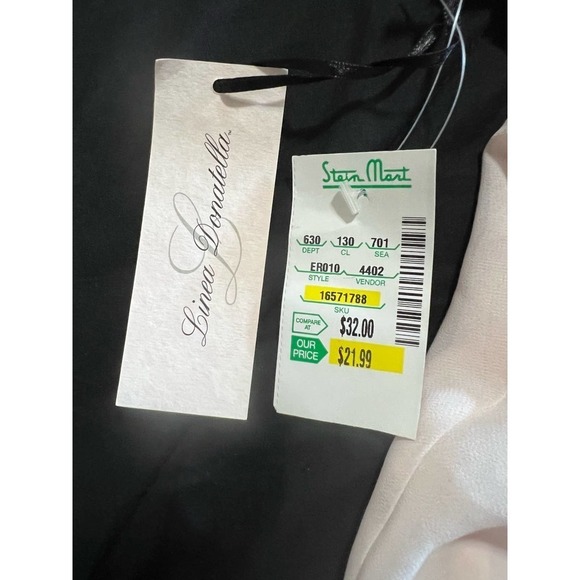 Linea Donatella™
L
Stein Mart
630 130 701
DEPT CL SEA
ER010 4402
STYLE VENDOR
16571788
SKU
COMPARE AT $32.00
OUR PRICE $21.99